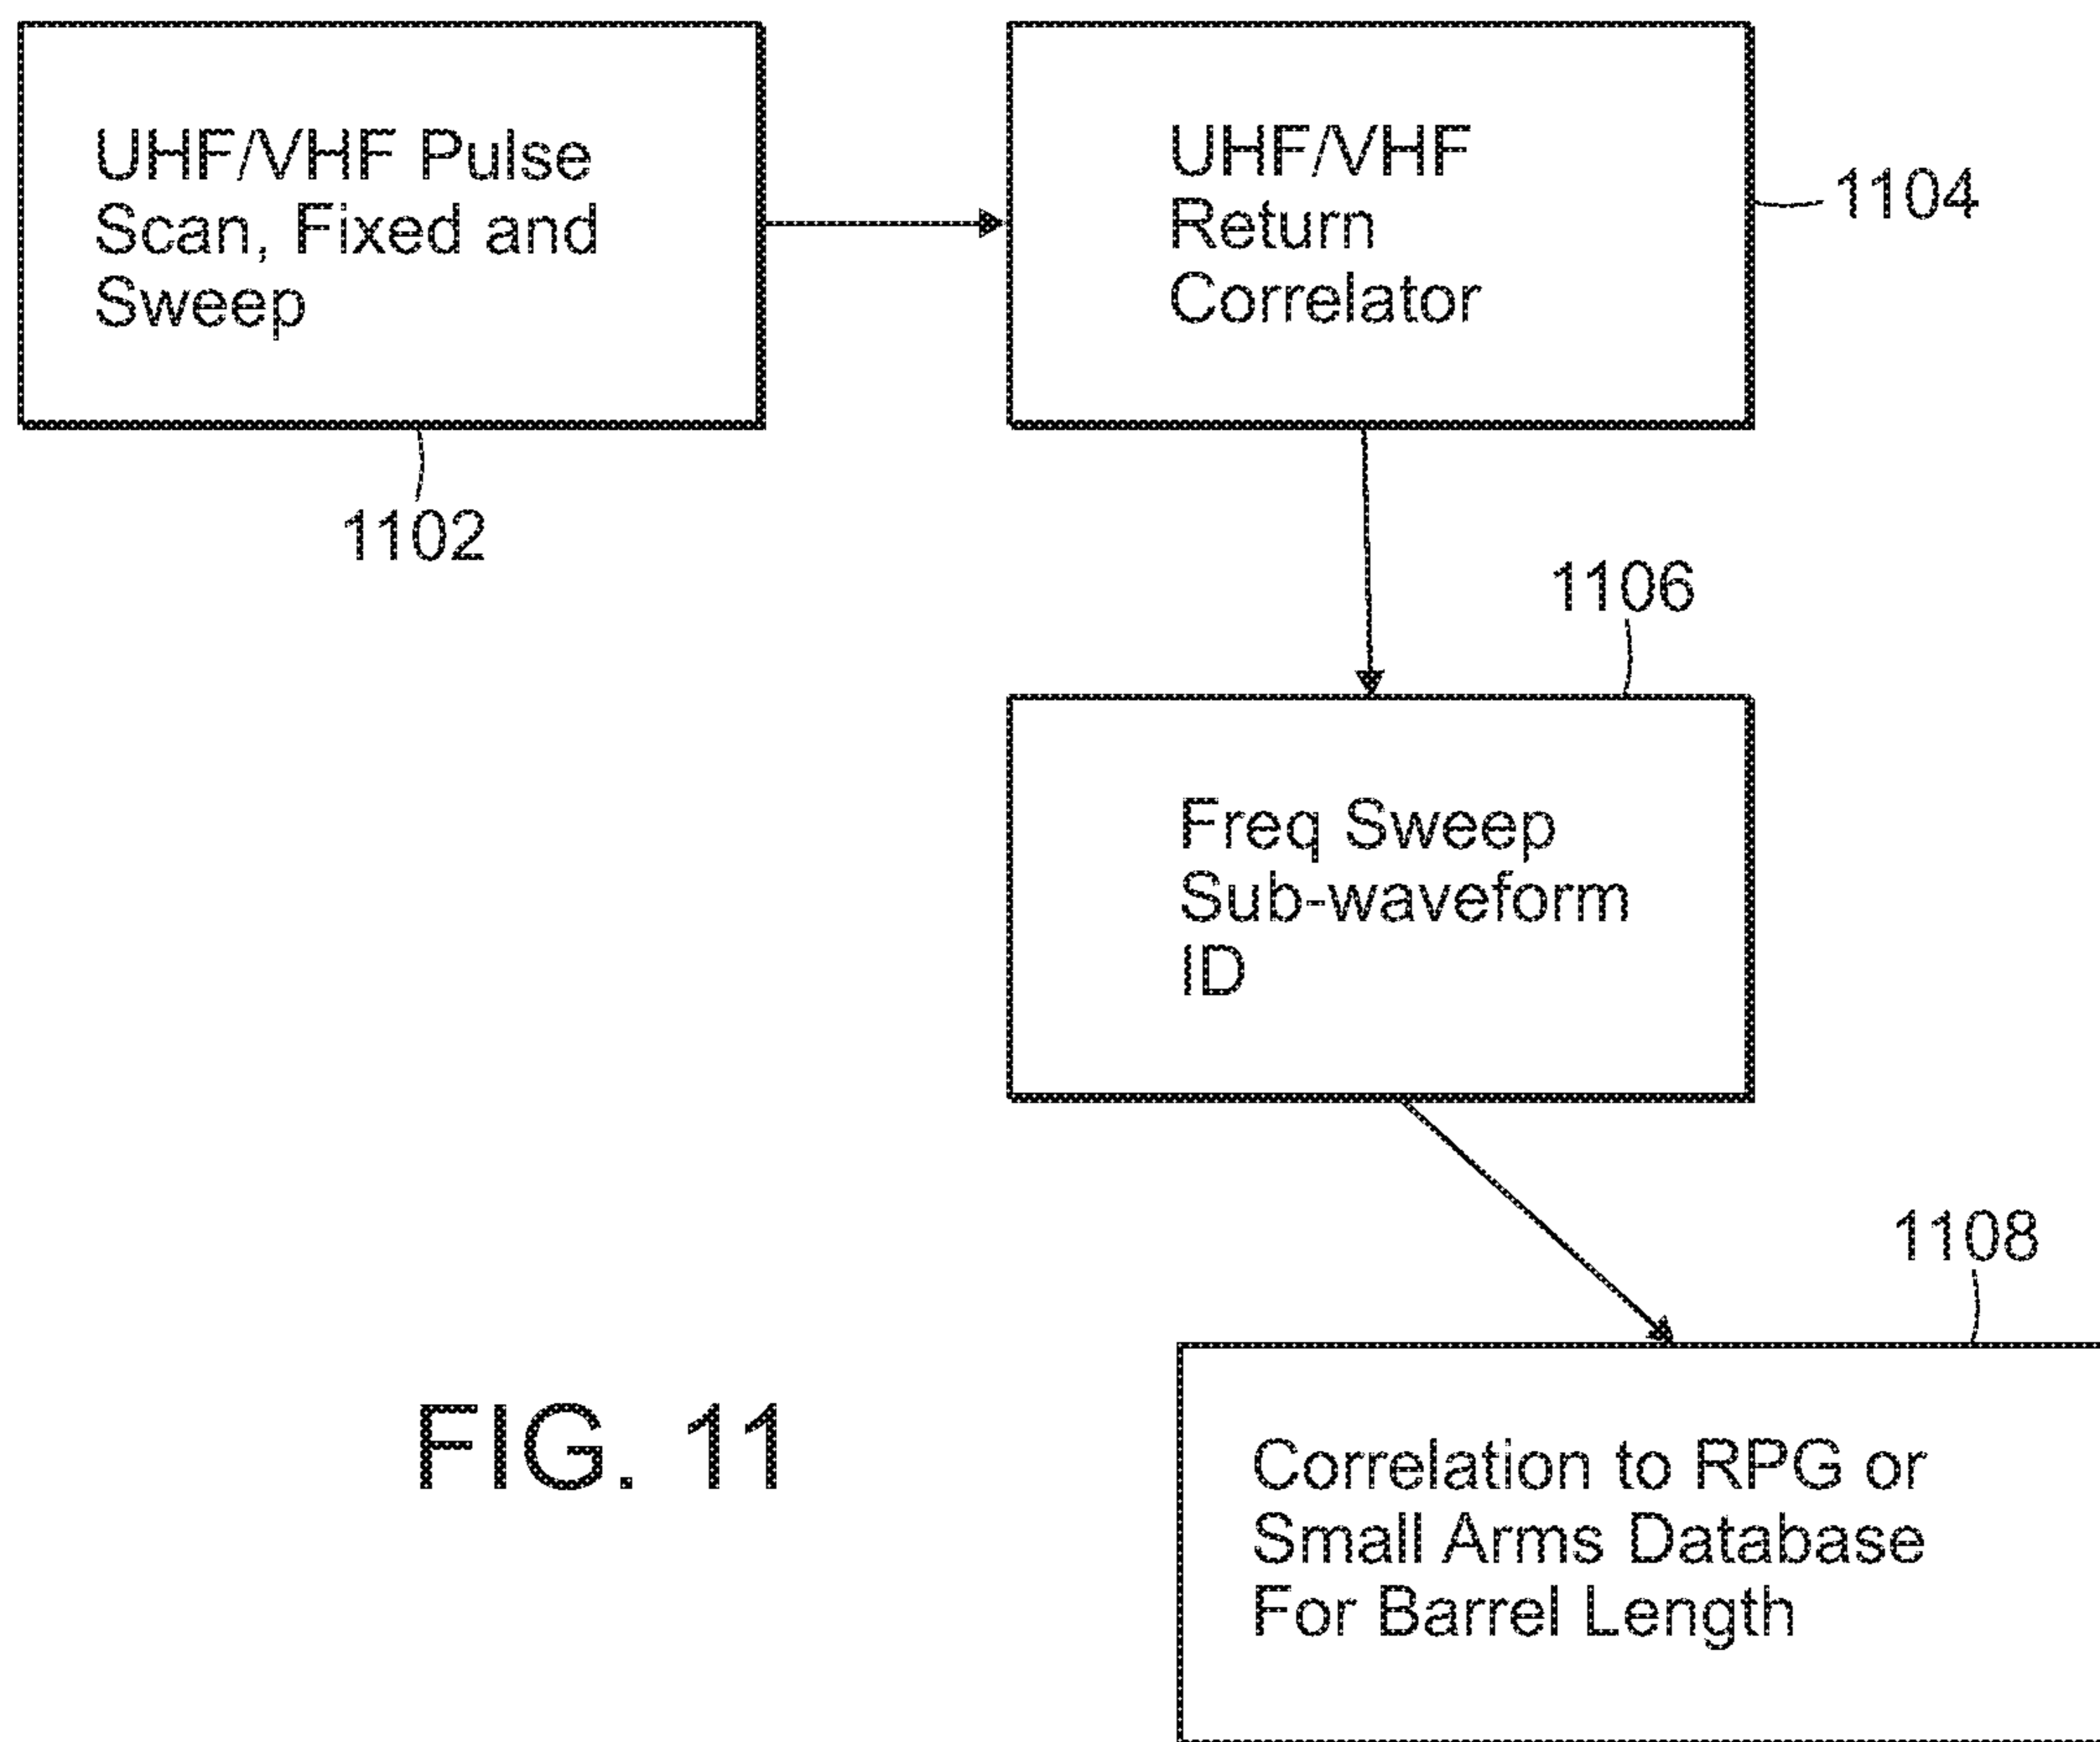 UHF/VHF Pulse
Scan, Fixed and
Sweep
1102
UHF/VHF
Return
Correlator
1104
1106
Freq Sweep
Sub-waveform
ID
1108
Correlation to RPG or
Small Arms Database
For Barrel Length
FIG. 11